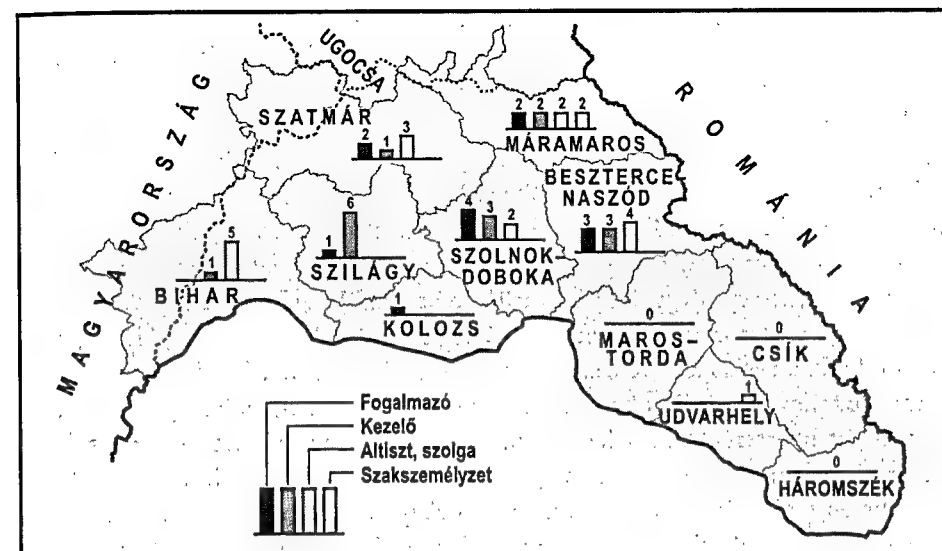 MAGYARORSZÁG
UGOCSA
ROMÁNIA
SZATMÁR
2 1 3
2 2 2 2
MÁRAMAROS
BESZTERCE
NASZÓD
3 3 4
1 6
SZILÁGY
4 3 2
SZOLNOK-
DOBOKA
1 5
BIHAR
1
KOLOZS
0
MAROS-
TORDA
0
CSÍK
1
UDVARHELY
0
HÁROMSZÉK
Fogalmazó
Kezelő
Altiszt, szolga
Szakszemélyzet